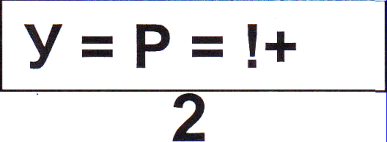 У = Р = !+
2